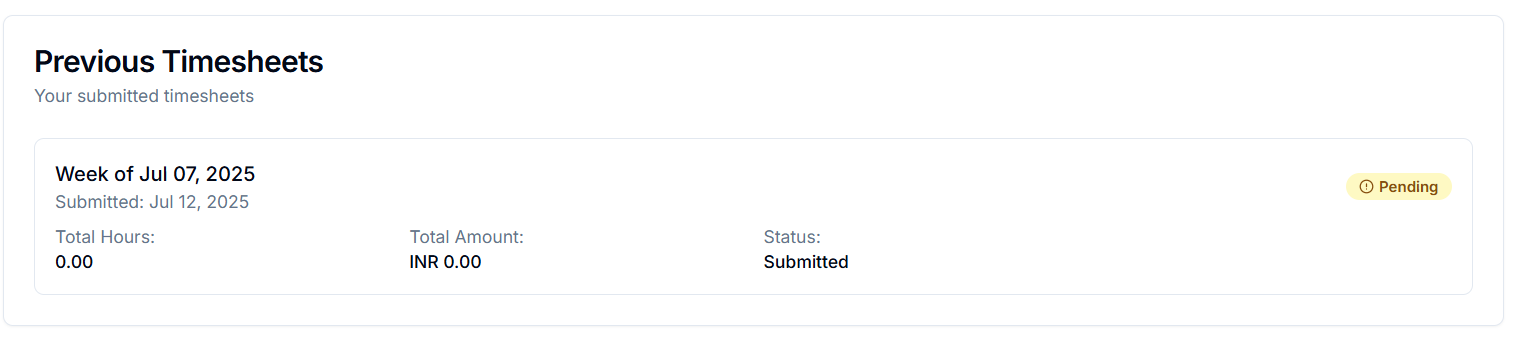 Previous Timesheets
Your submitted timesheets
Week of Jul 07, 2025
Submitted: Jul 12, 2025
Pending
Total Hours:
0.00
Total Amount:
INR 0.00
Status:
Submitted